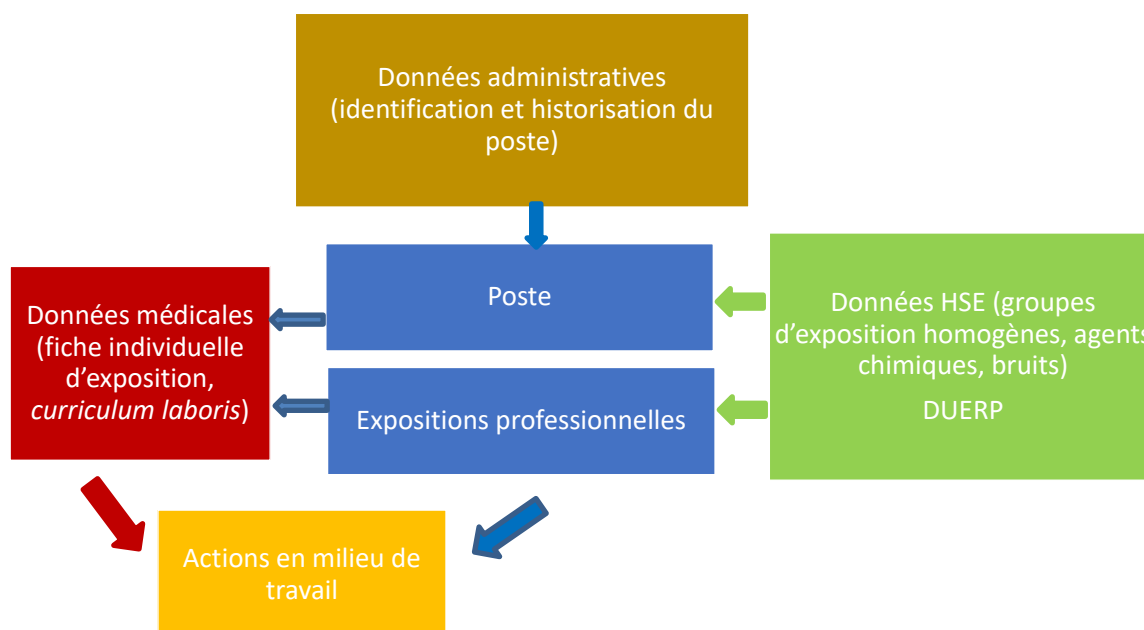 Données administratives
(identification et historisation du
poste)
Poste
Données médicales
(fiche individuelle
d'exposition,
curriculum laboris)
Expositions professionnelles
Données HSE (groupes
d'exposition homogènes, agents
chimiques, bruits)
DUERP
Actions en milieu de
travail